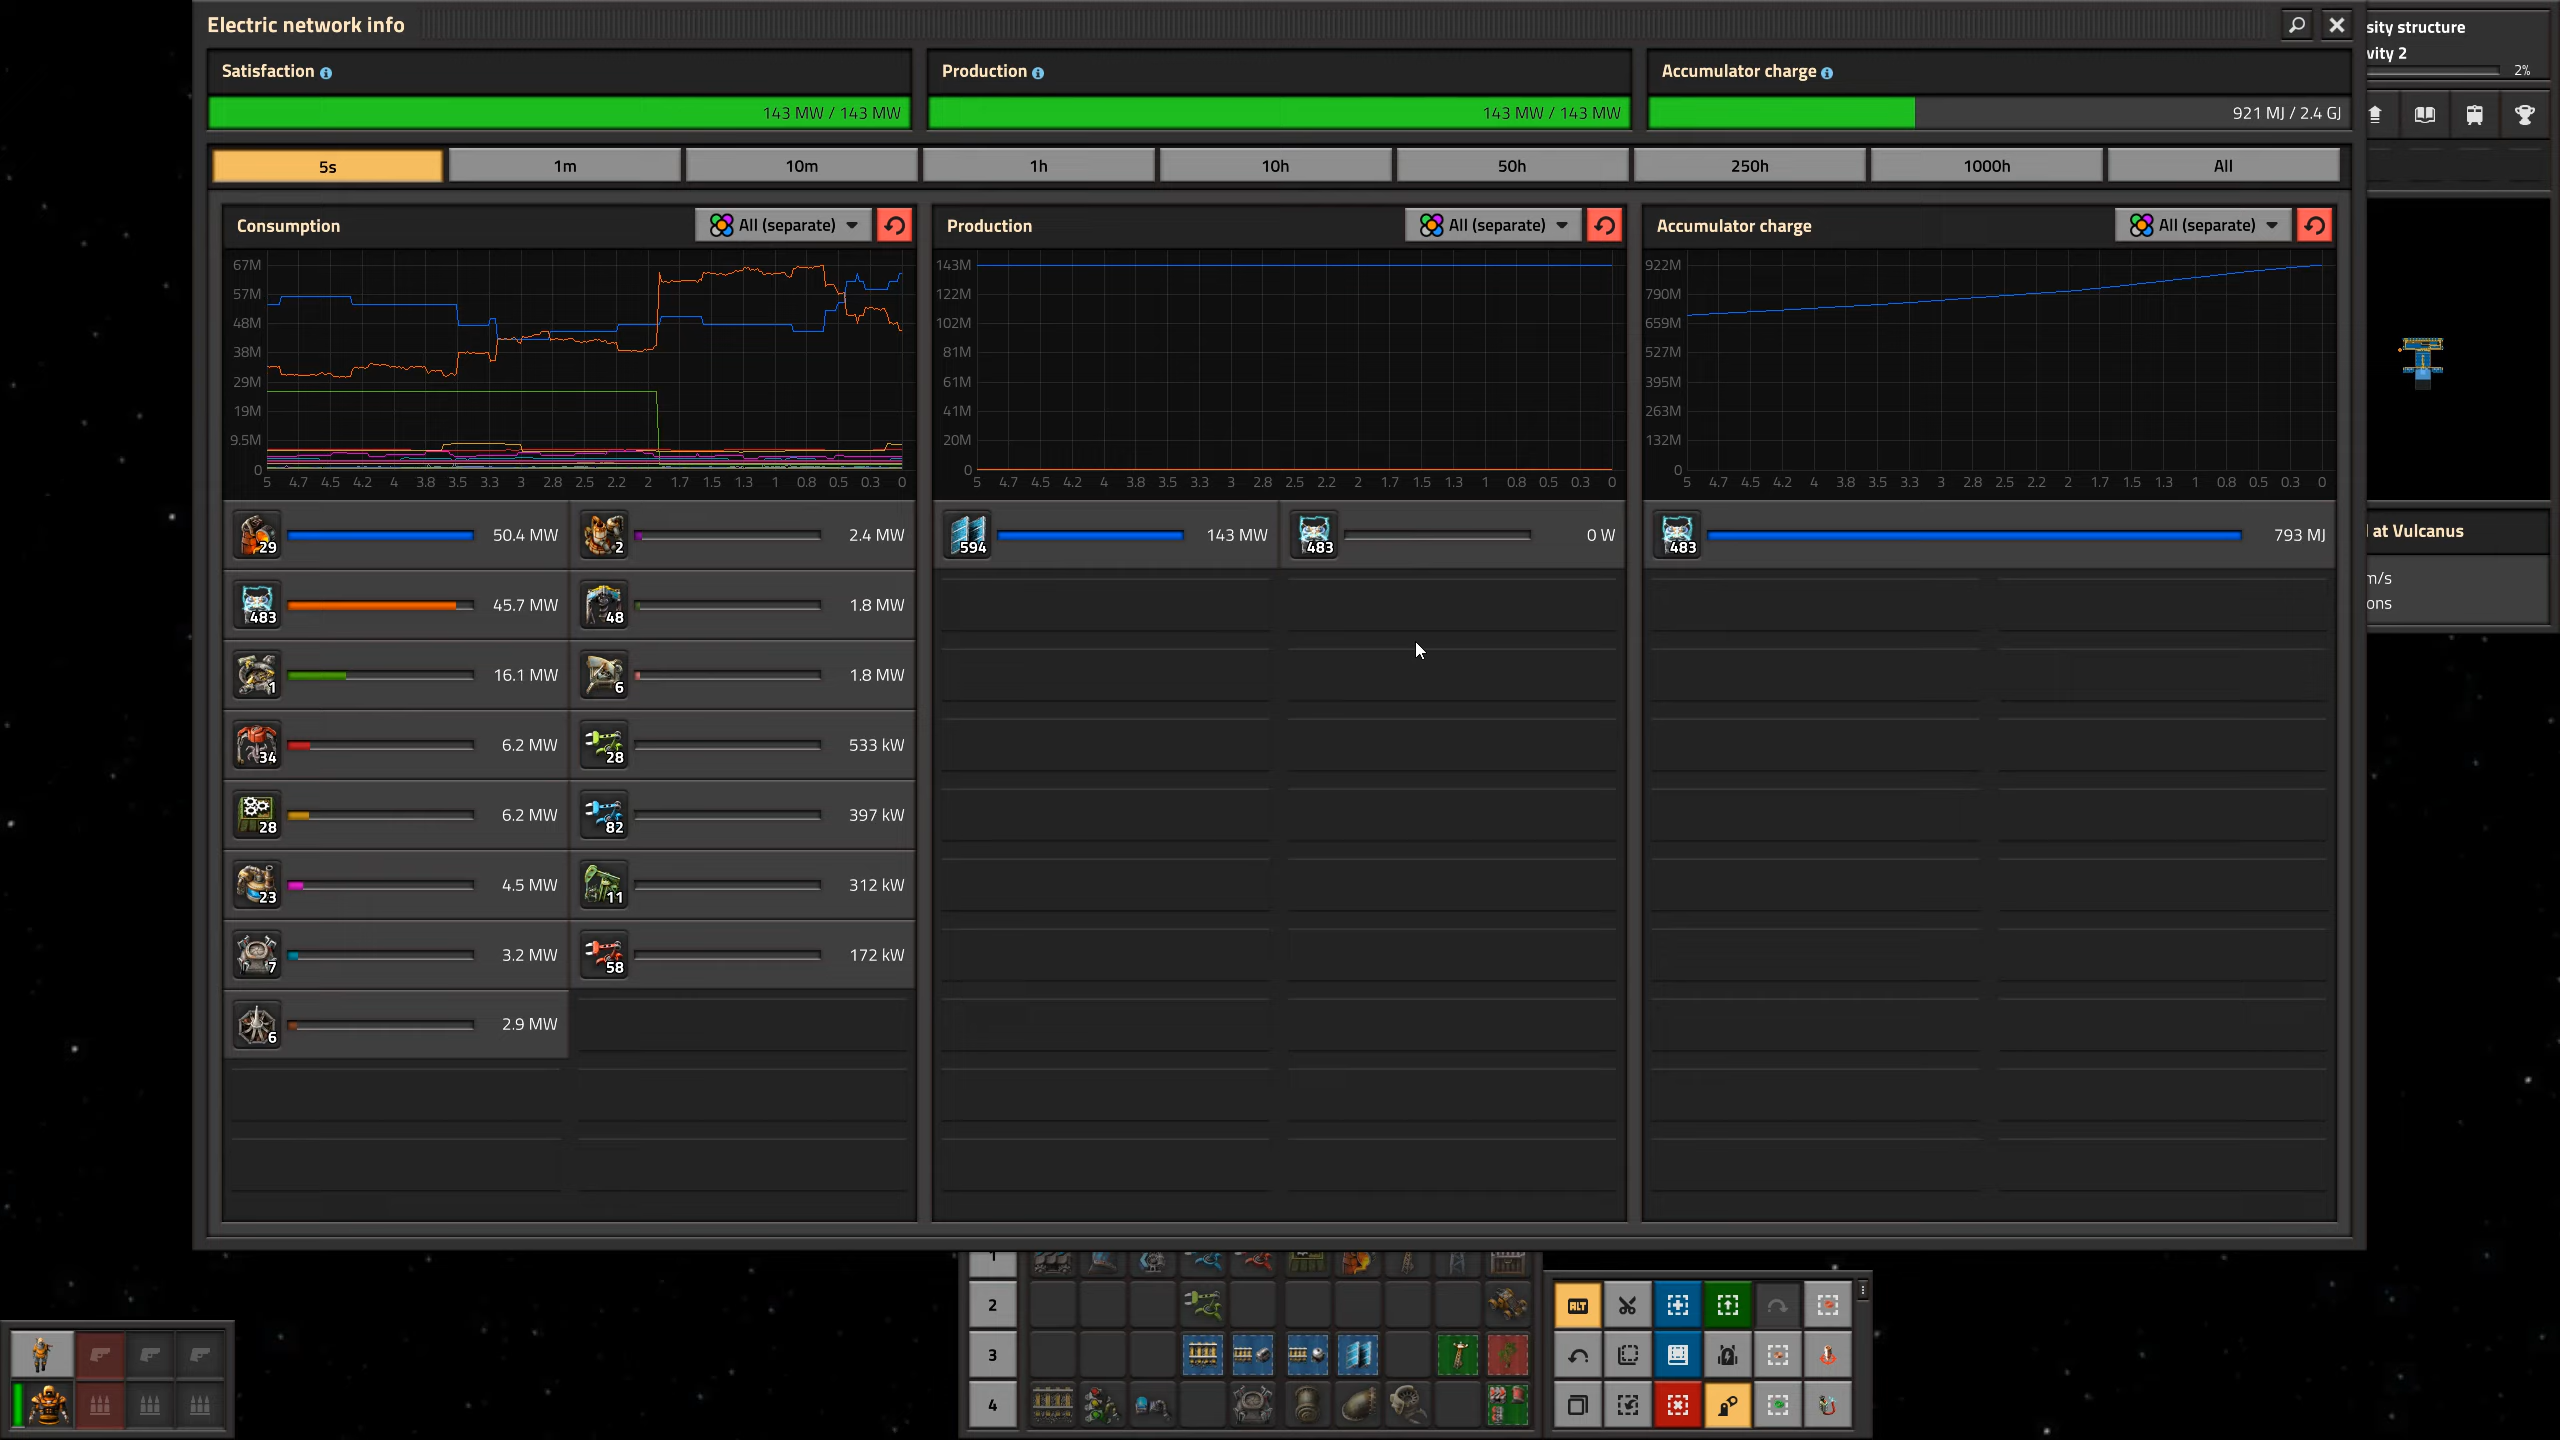 Electric network info
sity structure
vity 2
2%
Satisfaction
Production
Accumulator charge
143 MW / 143 MW
143 MW / 143 MW
921 MJ / 2.4 GJ
5s 1m 10m 1h 10h 50h 250h 1000h All
Consumption
All (separate)
67M
57M
48M
38M
29M
19M
9.5M
0
5 4.7 4.5 4.2 4 3.8 3.5 3.3 3 2.8 2.5 2.2 2 1.7 1.5 1.3 1 0.8 0.5 0.3 0
29 50.4 MW 2 2.4 MW
483 45.7 MW 48 1.8 MW
1 16.1 MW 6 1.8 MW
34 6.2 MW 28 533 kW
28 6.2 MW 82 397 kW
23 4.5 MW 11 312 kW
7 3.2 MW 58 172 kW
6 2.9 MW
Production
All (separate)
143M
122M
102M
81M
61M
41M
20M
0
5 4.7 4.5 4.2 4 3.8 3.5 3.3 3 2.8 2.5 2.2 2 1.7 1.5 1.3 1 0.8 0.5 0.3 0
594 143 MW 483 0 W
Accumulator charge
All (separate)
922M
790M
659M
527M
395M
263M
132M
0
5 4.7 4.5 4.2 4 3.8 3.5 3.3 3 2.8 2.5 2.2 2 1.7 1.5 1.3 1 0.8 0.5 0.3 0
483 793 MJ
at Vulcanus
m/s
ons
1
2
3
4
ALT